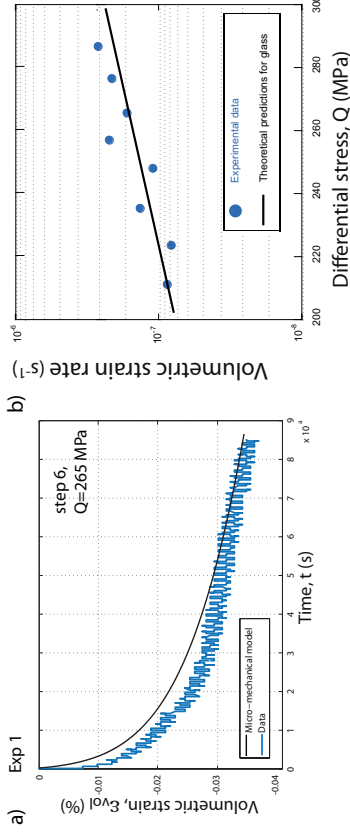 a)
Exp 1
step 6,
Q=265 MPa
0
-0.01
-0.02
-0.03
-0.04
Volumetric strain, εvol (%)
0 1 2 3 4 5 6 7 8 9
x 10⁴
Time, t (s)
Micro-mechanical model
Data
b)
10⁻⁶
10⁻⁷
10⁻⁸
Volumetric strain rate (s⁻¹)
200 220 240 260 280 300
Differential stress, Q (MPa)
Experimental data
Theoretical predictions for glass